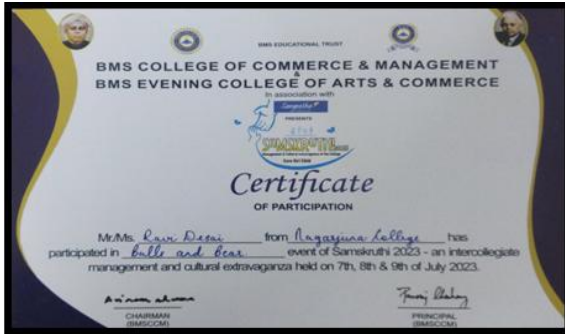 BMS EDUCATIONAL TRUST
BMS COLLEGE OF COMMERCE & MANAGEMENT
&
BMS EVENING COLLEGE OF ARTS & COMMERCE
In association with
PRESENTS
Certificate
OF PARTICIPATION
Mr/Ms. Ravi Desai from Nagarjuna College has
participated in Bulls and Bear event of Samskruthi 2023 - an intercollegiate
management and cultural extravaganza held on 7th, 8th & 9th of July 2023.
CHAIRMAN
(BMSCCM)
PRINCIPAL
(BMSCCM)